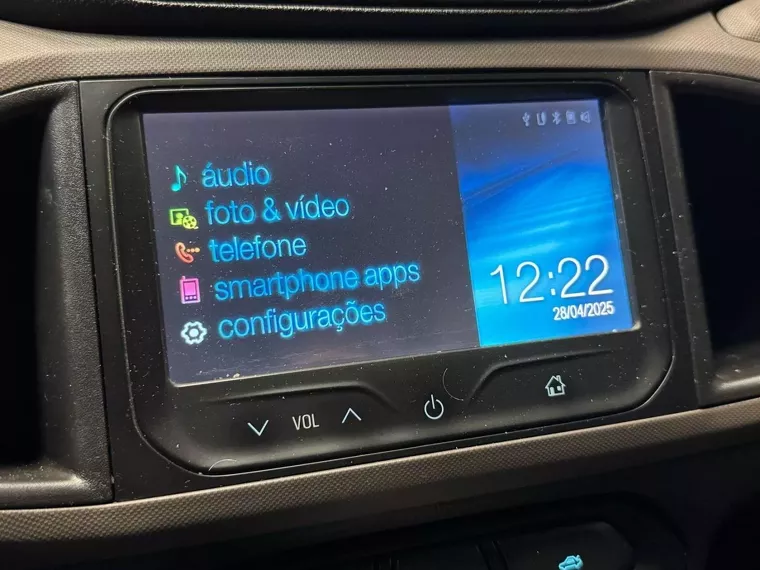 áudio
foto & vídeo
telefone
smartphone apps
configurações
12:22
28/04/2025
VOL